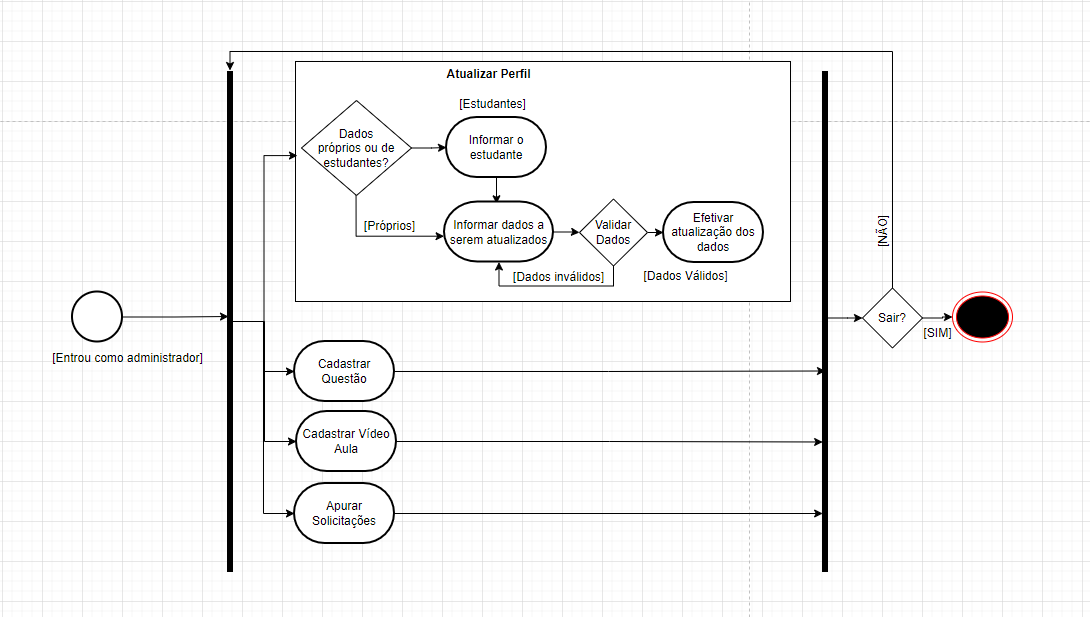 Atualizar Perfil
[Estudantes]
Dados
próprios ou de
estudantes?
Informar o
estudante
[Próprios]
Informar dados a
serem atualizados
Validar
Dados
Efetivar
atualização dos
dados
[Dados inválidos]
[Dados Válidos]
[NÃO]
[Entrou como administrador]
Sair?
[SIM]
Cadastrar
Questão
Cadastrar Vídeo
Aula
Apurar
Solicitações